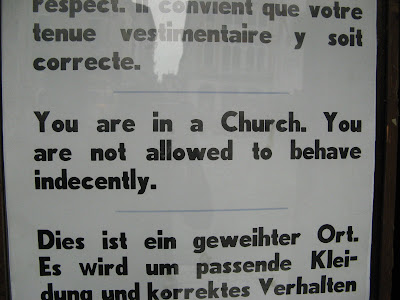 respect. Il convient que votre
tenue vestimentaire y soit
correcte.
You are in a Church. You
are not allowed to behave
indecently.
Dies ist ein geweihter Ort.
Es wird um passende Klei-
dung und korrektes Verhalten